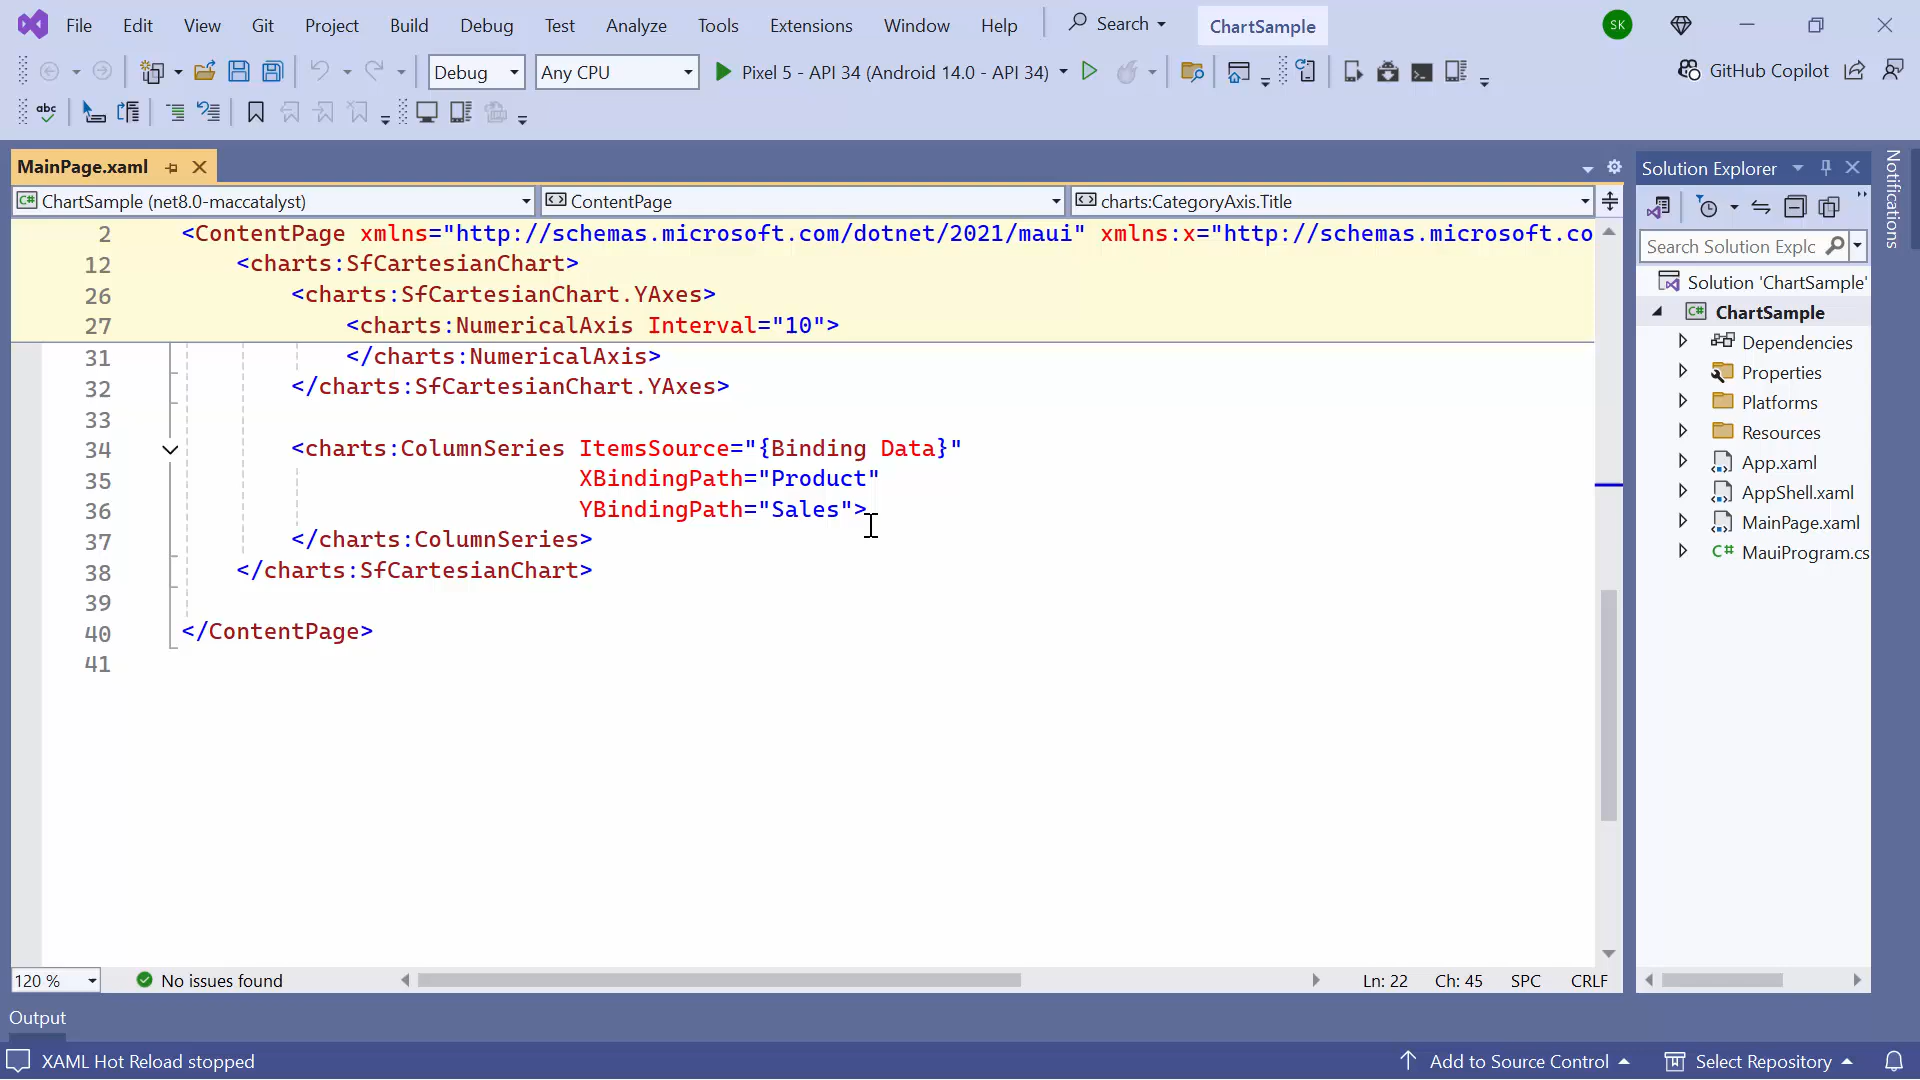 File Edit View Git Project Build Debug Test Analyze Tools Extensions Window Help Search ChartSample SK
Debug Any CPU Pixel 5 - API 34 (Android 14.0 - API 34) GitHub Copilot
abc
MainPage.xaml
ChartSample (net8.0-maccatalyst) ContentPage charts:CategoryAxis.Title
2 <ContentPage xmlns="http://schemas.microsoft.com/dotnet/2021/maui" xmlns:x="http://schemas.microsoft.co
12 <charts:SfCartesianChart>
26 <charts:SfCartesianChart.YAxes>
27 <charts:NumericalAxis Interval="10">
31 </charts:NumericalAxis>
32 </charts:SfCartesianChart.YAxes>
33
34 <charts:ColumnSeries ItemsSource="{Binding Data}"
35 XBindingPath="Product"
36 YBindingPath="Sales">
37 </charts:ColumnSeries>
38 </charts:SfCartesianChart>
39
40 </ContentPage>
41
120 % No issues found Ln: 22 Ch: 45 SPC CRLF
Solution Explorer
Search Solution Explc
Solution 'ChartSample'
C# ChartSample
Dependencies
Properties
Platforms
Resources
App.xaml
AppShell.xaml
MainPage.xaml
C# MauiProgram.cs
Notifications
Output
XAML Hot Reload stopped Add to Source Control Select Repository